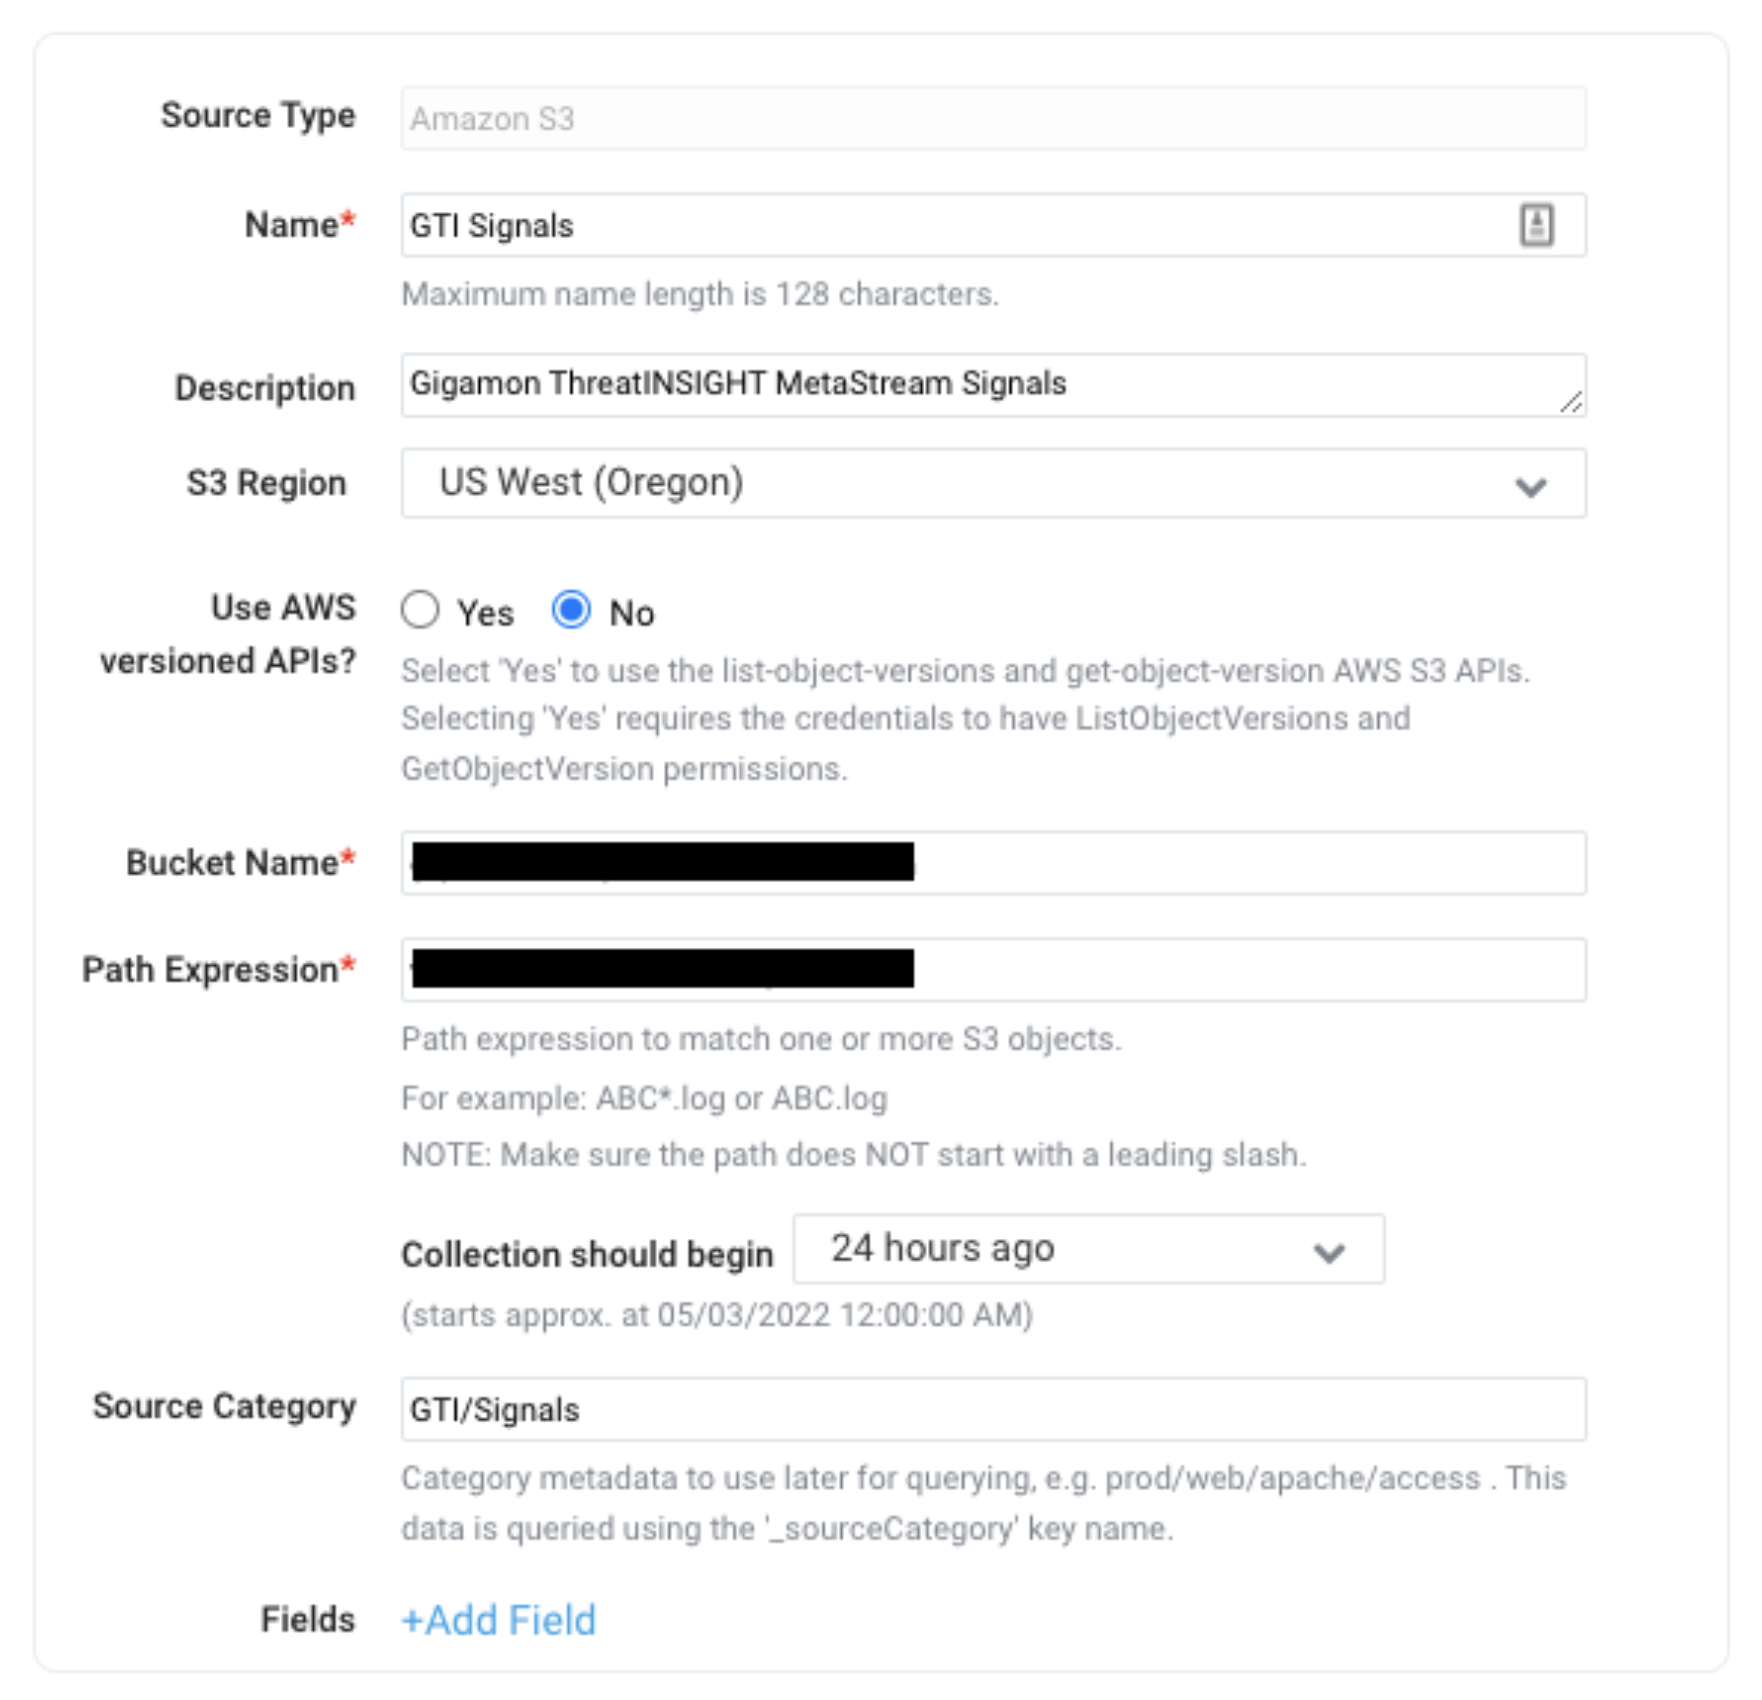 Source Type Amazon S3
Name* GTI Signals
Maximum name length is 128 characters.
Description Gigamon ThreatINSIGHT MetaStream Signals
S3 Region US West (Oregon)
Use AWS versioned APIs? Yes No
Select 'Yes' to use the list-object-versions and get-object-version AWS S3 APIs.
Selecting 'Yes' requires the credentials to have ListObjectVersions and
GetObjectVersion permissions.
Bucket Name*
Path Expression*
Path expression to match one or more S3 objects.
For example: ABC*.log or ABC.log
NOTE: Make sure the path does NOT start with a leading slash.
Collection should begin 24 hours ago
(starts approx. at 05/03/2022 12:00:00 AM)
Source Category GTI/Signals
Category metadata to use later for querying, e.g. prod/web/apache/access . This
data is queried using the '_sourceCategory' key name.
Fields +Add Field